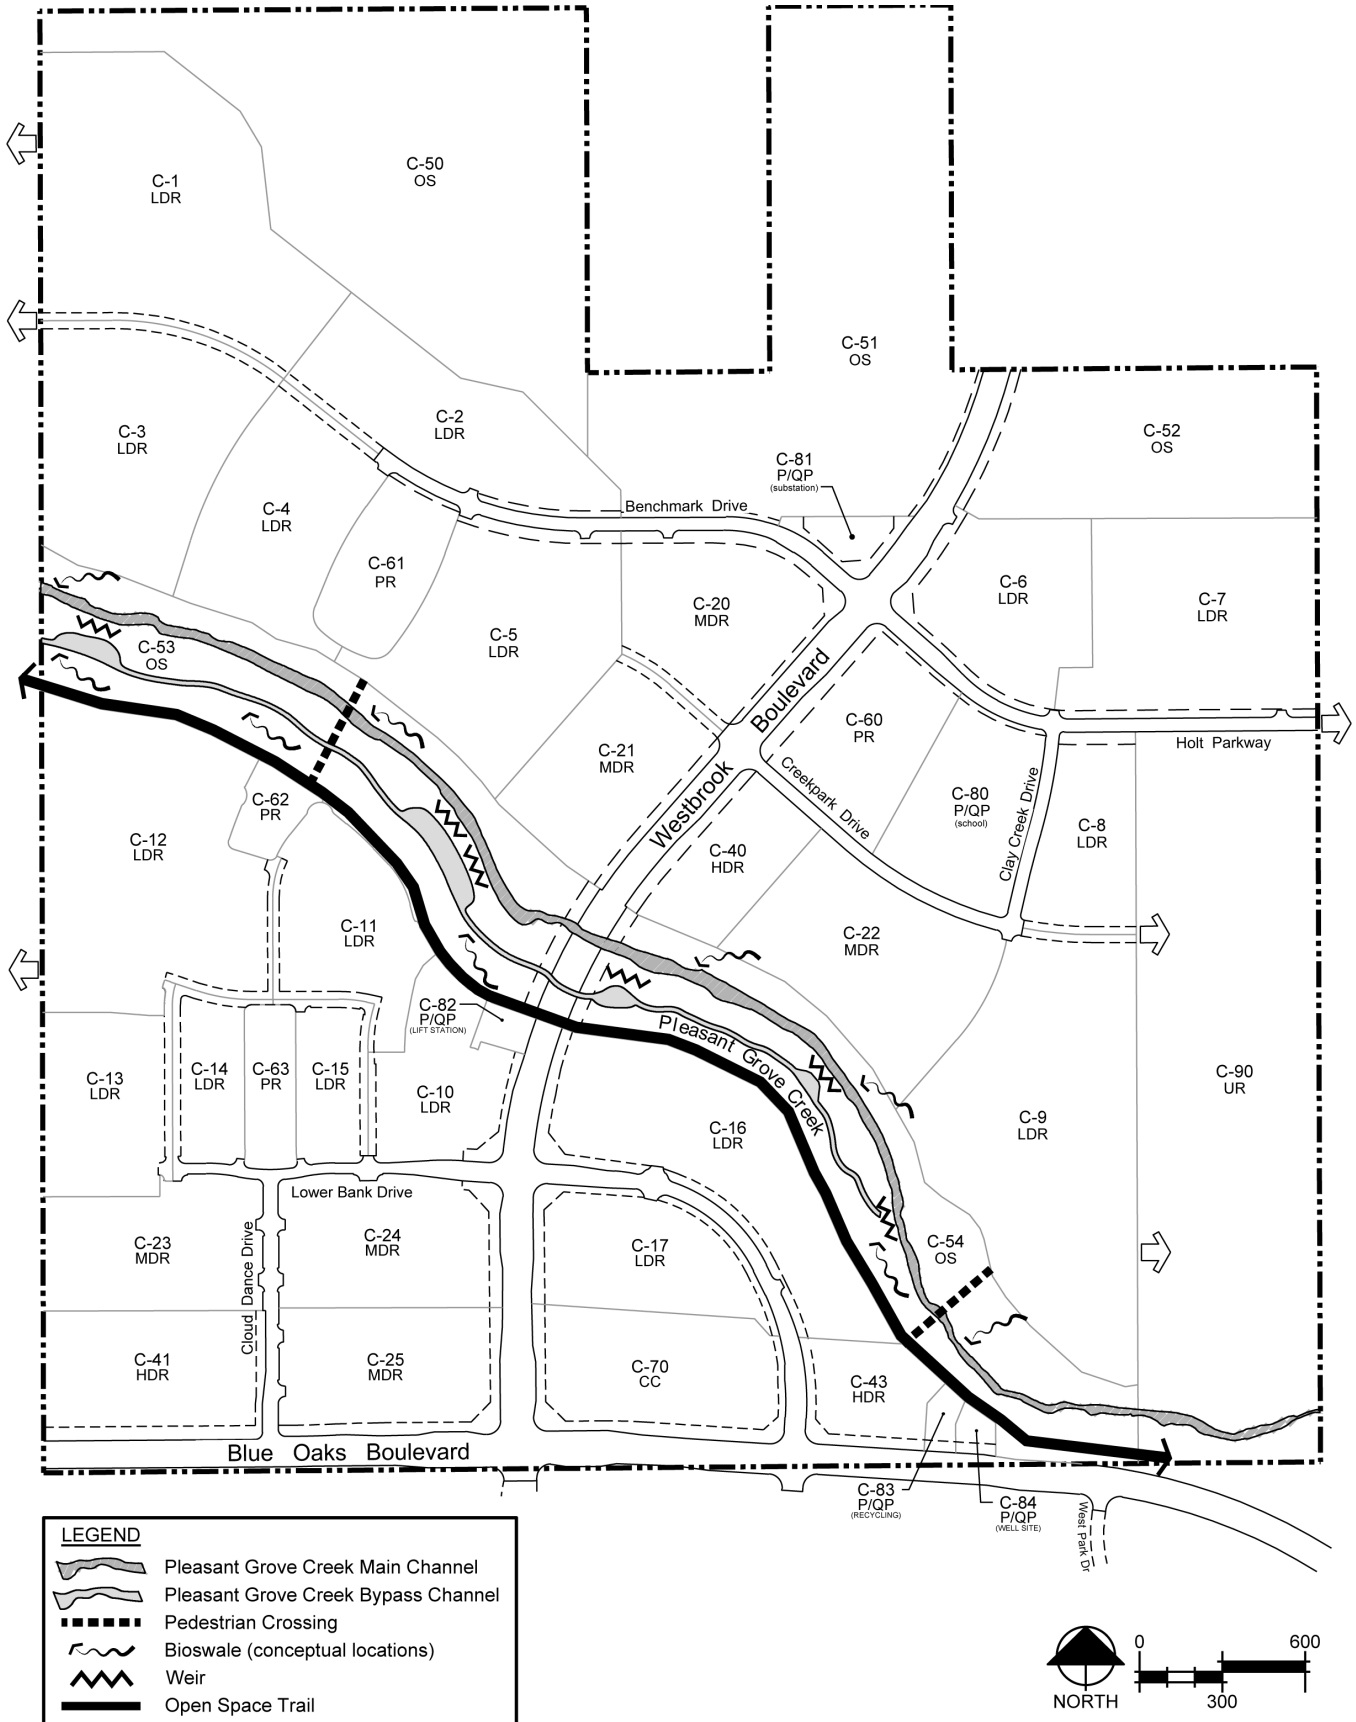 C-50
OS
C-1
LDR
C-51
OS
C-2
LDR
C-3
LDR
C-52
OS
C-81
P/QP
(substation)
C-4
LDR
Benchmark Drive
C-61
PR
C-20
MDR
C-6
LDR
C-7
LDR
C-5
LDR
C-53
OS
C-60
PR
Westbrook Boulevard
Holt Parkway
C-21
MDR
Creekpark Drive
C-80
P/QP
(school)
Clay Creek Drive
C-62
PR
C-8
LDR
C-12
LDR
C-40
HDR
C-11
LDR
C-22
MDR
C-82
P/QP
(LIFT STATION)
Pleasant Grove Creek
C-13
LDR
C-14
LDR
C-63
PR
C-15
LDR
C-10
LDR
C-90
UR
C-9
LDR
C-16
LDR
Lower Bank Drive
C-23
MDR
Cloud Dance Drive
C-24
MDR
C-17
LDR
C-54
OS
C-41
HDR
C-25
MDR
C-70
CC
C-43
HDR
Blue Oaks Boulevard
C-83
P/QP
(RECYCLING)
C-84
P/QP
(WELL SITE)
West Park Dr
LEGEND
Pleasant Grove Creek Main Channel
Pleasant Grove Creek Bypass Channel
Pedestrian Crossing
Bioswale (conceptual locations)
Weir
Open Space Trail
NORTH
0
600
300